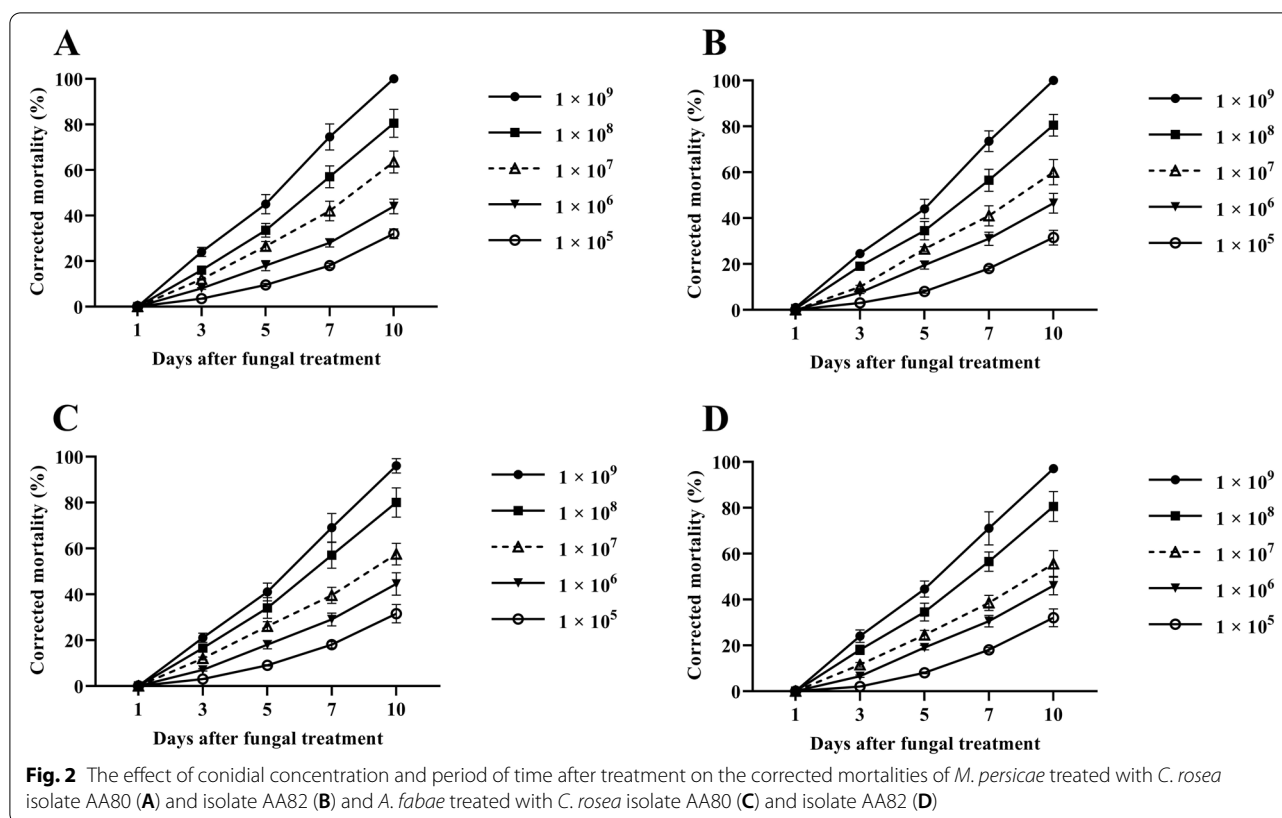 A
Corrected mortality (%)
100
80
60
40
20
0
1 3 5 7 10
Days after fungal treatment
1 × 10⁹
1 × 10⁸
1 × 10⁷
1 × 10⁶
1 × 10⁵
B
Corrected mortality (%)
100
80
60
40
20
0
1 3 5 7 10
Days after fungal treatment
1 × 10⁹
1 × 10⁸
1 × 10⁷
1 × 10⁶
1 × 10⁵
C
Corrected mortality (%)
100
80
60
40
20
0
1 3 5 7 10
Days after fungal treatment
1 × 10⁹
1 × 10⁸
1 × 10⁷
1 × 10⁶
1 × 10⁵
D
Corrected mortality (%)
100
80
60
40
20
0
1 3 5 7 10
Days after fungal treatment
1 × 10⁹
1 × 10⁸
1 × 10⁷
1 × 10⁶
1 × 10⁵
Fig. 2 The effect of conidial concentration and period of time after treatment on the corrected mortalities of M. persicae treated with C. rosea
isolate AA80 (A) and isolate AA82 (B) and A. fabae treated with C. rosea isolate AA80 (C) and isolate AA82 (D)